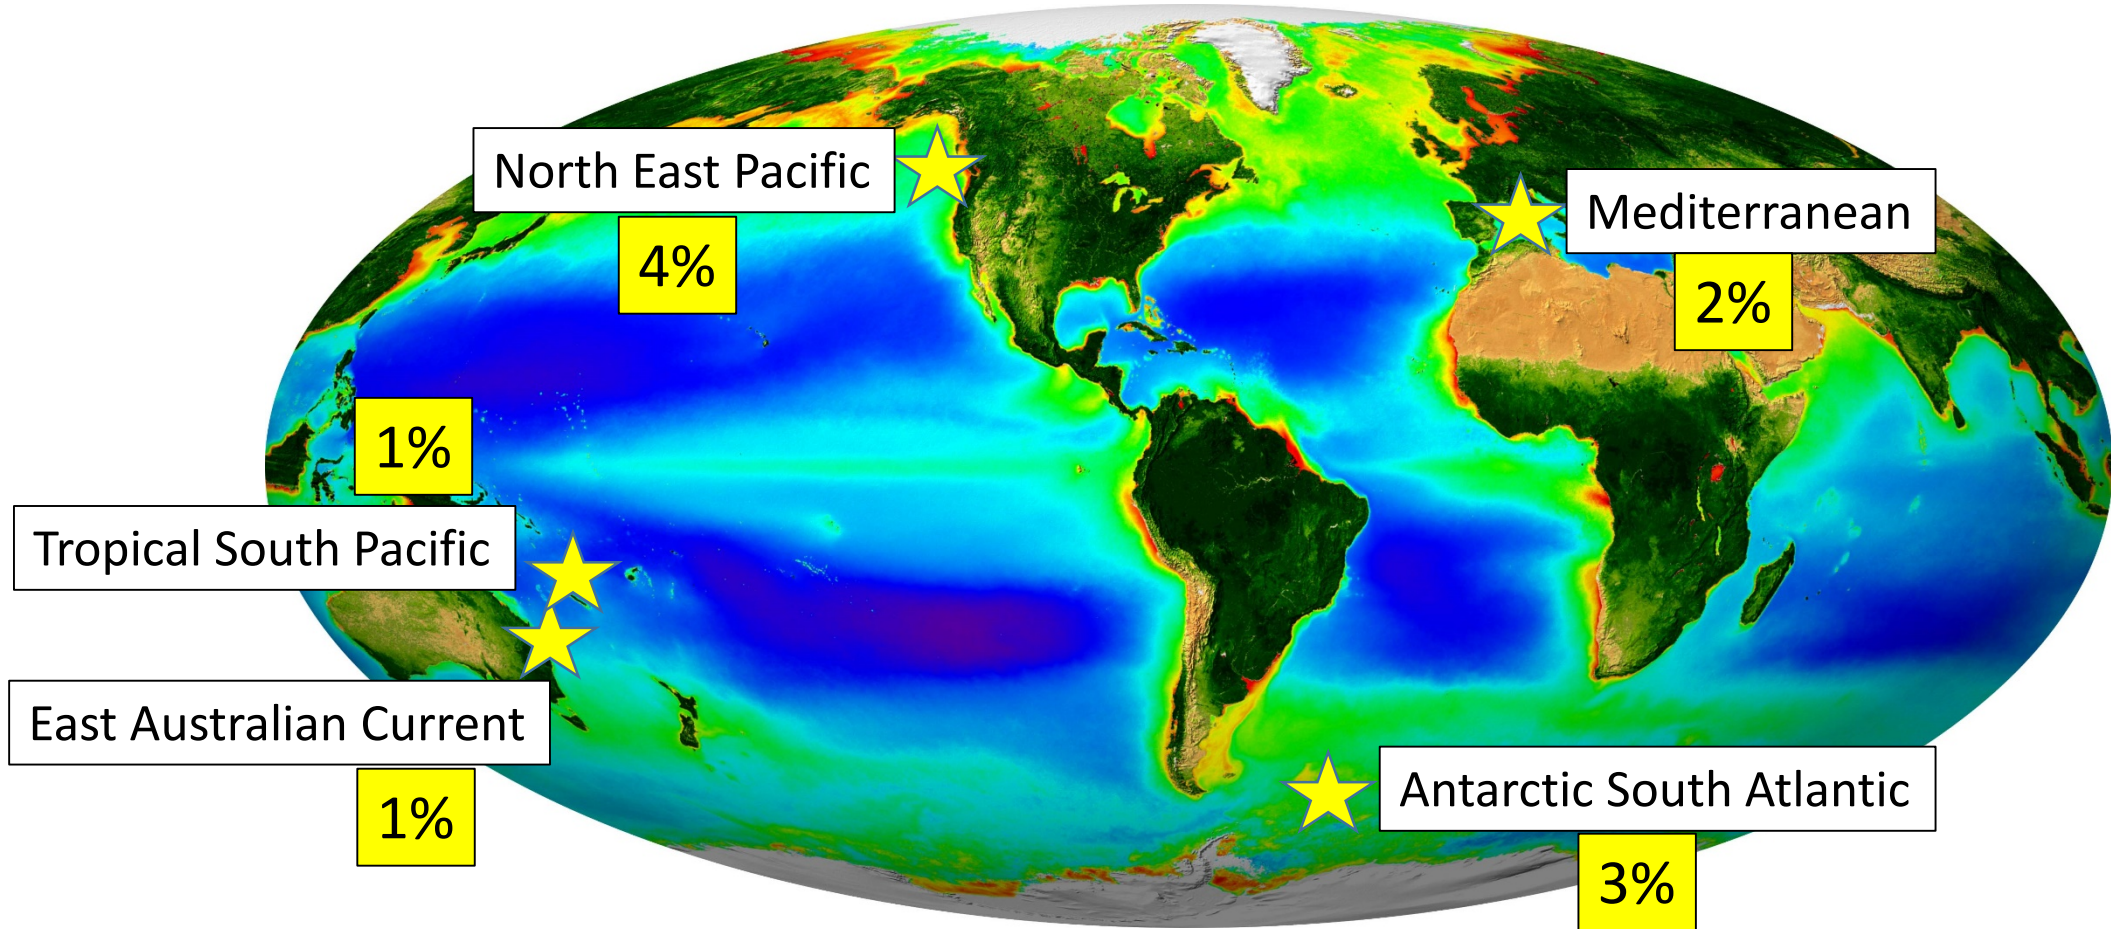 North East Pacific
4%
Mediterranean
2%
1%
Tropical South Pacific
East Australian Current
1%
Antarctic South Atlantic
3%